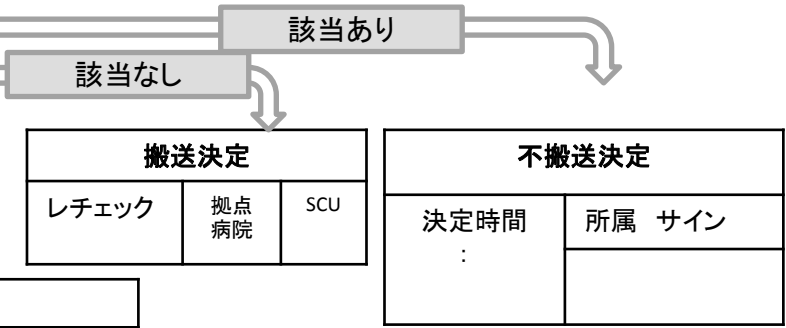 該当あり
該当なし
搬送決定
レチェック
拠点
病院
SCU
不搬送決定
決定時間
:
所属 サイン